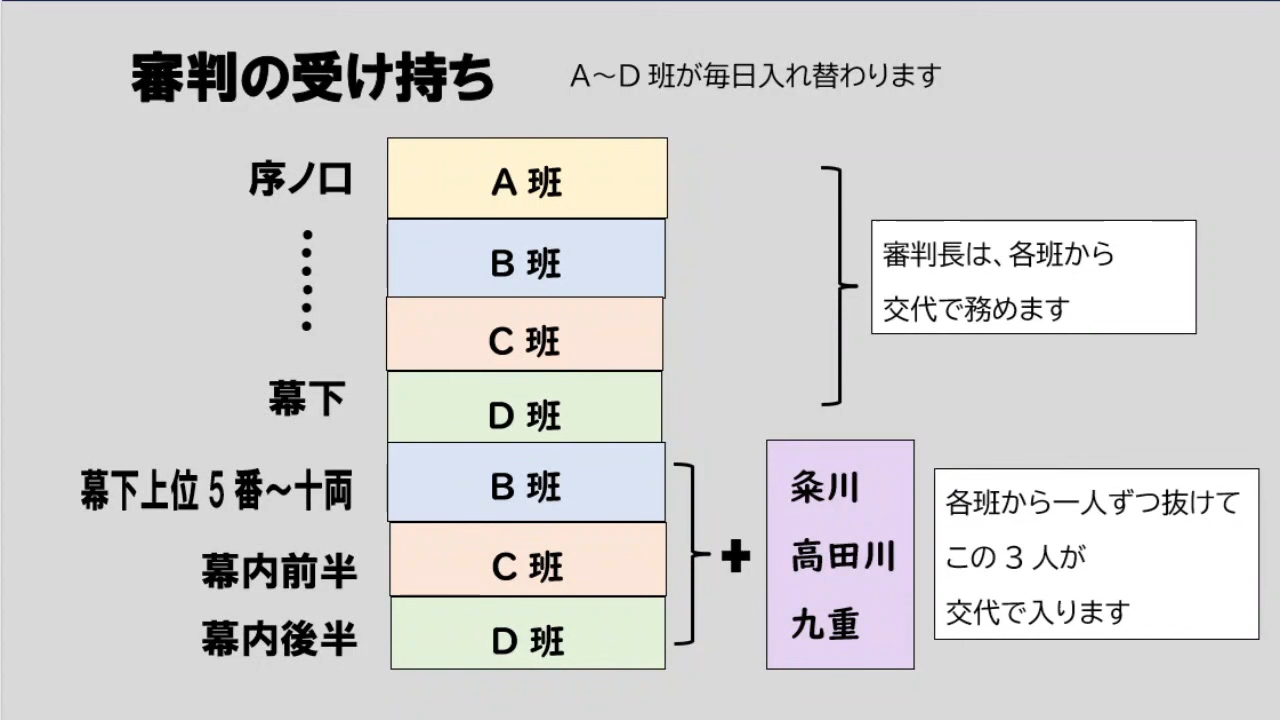 審判の受け持ち
A～D 班が毎日入れ替わります
序ノ口
A 班
B 班
C 班
幕下
D 班
審判長は、各班から
交代で務めます
幕下上位 5 番～十両
B 班
幕内前半
C 班
幕内後半
D 班
+
粂川
高田川
九重
各班から一人ずつ抜けて
この 3 人が
交代で入ります